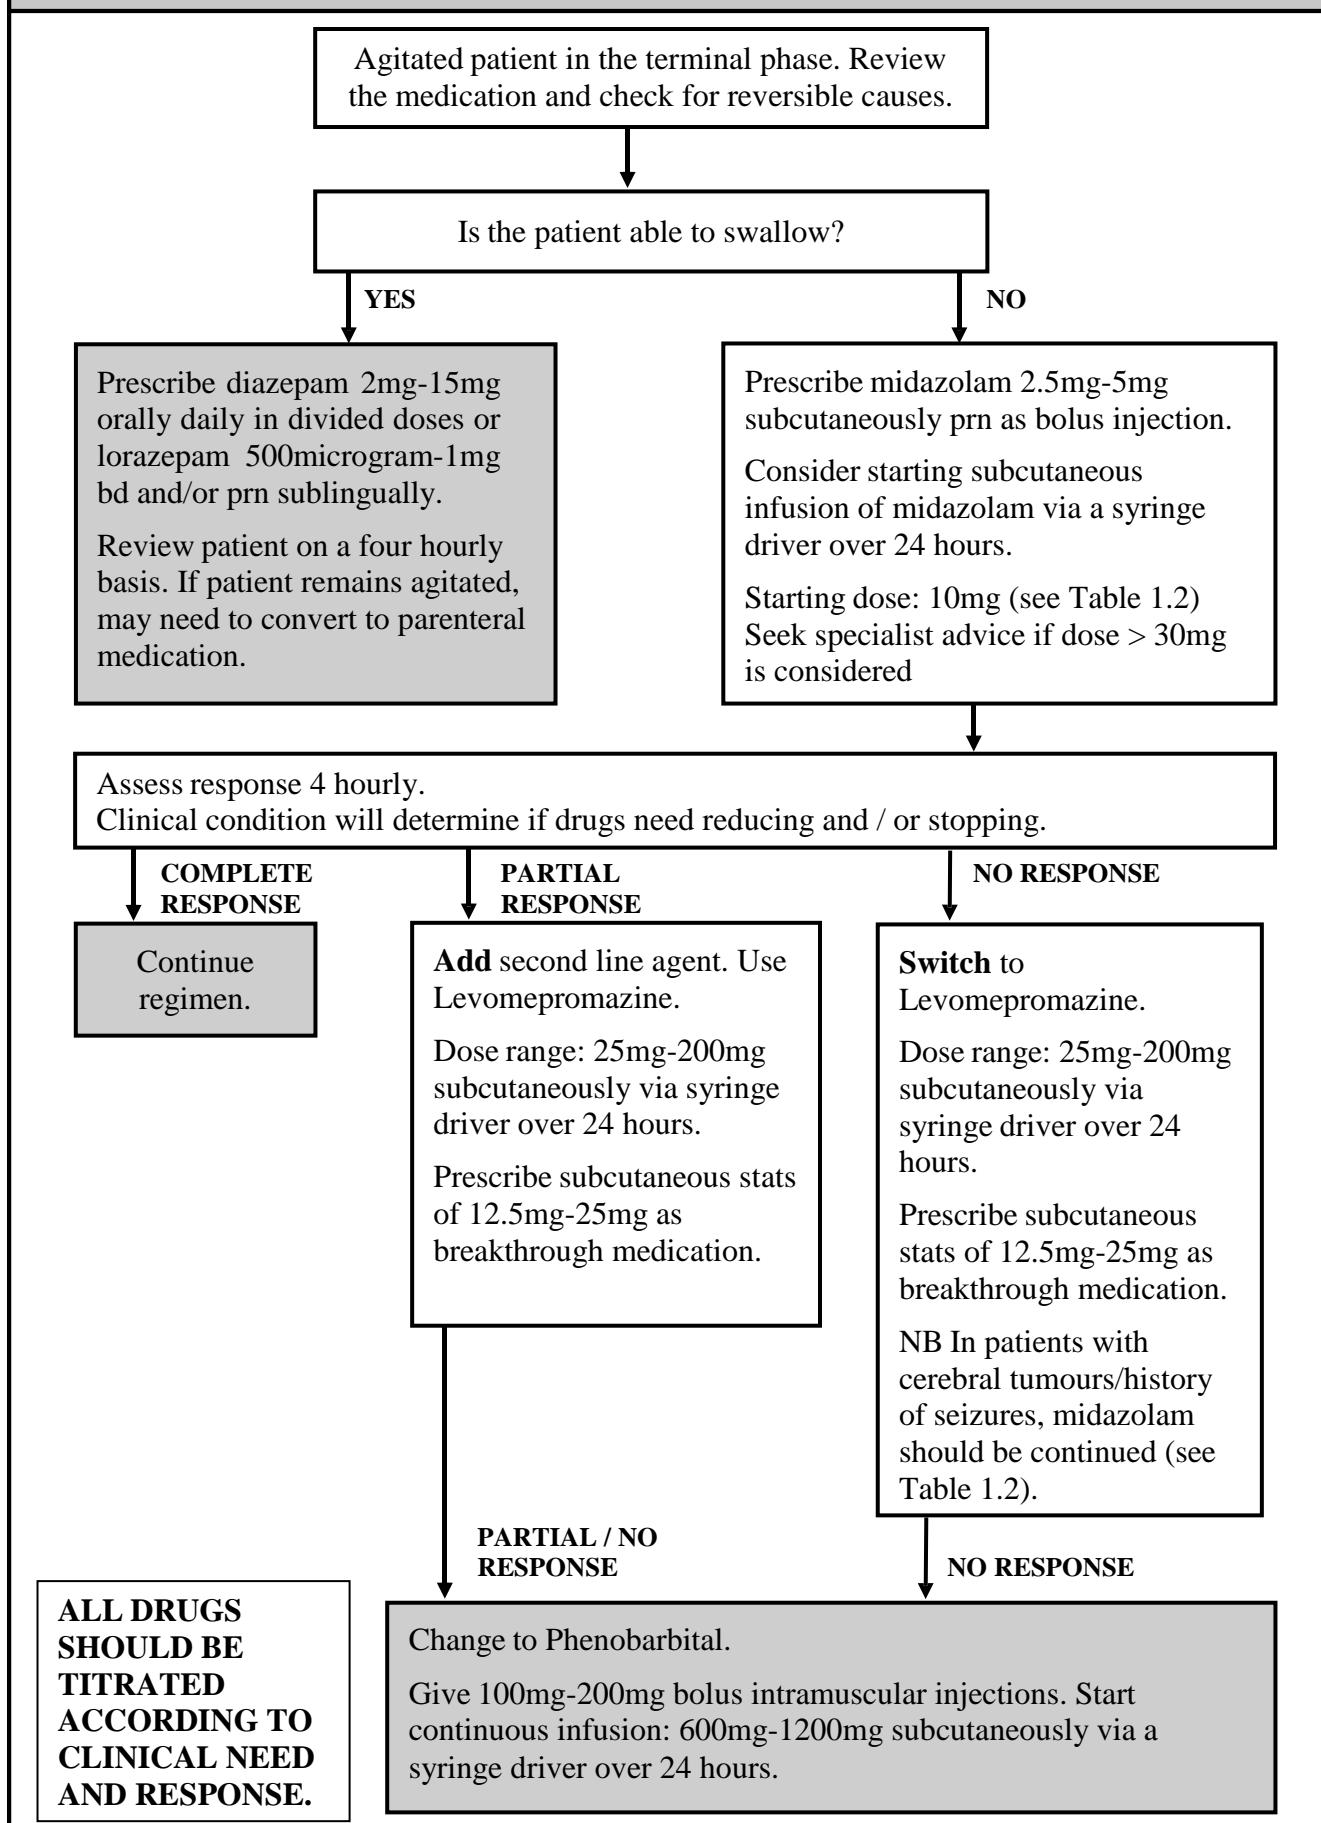 Agitated patient in the terminal phase. Review
the medication and check for reversible causes.
Is the patient able to swallow?
YES
NO
Prescribe diazepam 2mg-15mg
orally daily in divided doses or
lorazepam 500microgram-1mg
bd and/or prn sublingually.
Review patient on a four hourly
basis. If patient remains agitated,
may need to convert to parenteral
medication.
Prescribe midazolam 2.5mg-5mg
subcutaneously prn as bolus injection.
Consider starting subcutaneous
infusion of midazolam via a syringe
driver over 24 hours.
Starting dose: 10mg (see Table 1.2)
Seek specialist advice if dose > 30mg
is considered
Assess response 4 hourly.
Clinical condition will determine if drugs need reducing and / or stopping.
COMPLETE
RESPONSE
PARTIAL
RESPONSE
NO RESPONSE
Continue
regimen.
Add second line agent. Use
Levomepromazine.
Dose range: 25mg-200mg
subcutaneously via syringe
driver over 24 hours.
Prescribe subcutaneous stats
of 12.5mg-25mg as
breakthrough medication.
Switch to
Levomepromazine.
Dose range: 25mg-200mg
subcutaneously via
syringe driver over 24
hours.
Prescribe subcutaneous
stats of 12.5mg-25mg as
breakthrough medication.
NB In patients with
cerebral tumours/history
of seizures, midazolam
should be continued (see
Table 1.2).
PARTIAL / NO
RESPONSE
NO RESPONSE
ALL DRUGS
SHOULD BE
TITRATED
ACCORDING TO
CLINICAL NEED
AND RESPONSE.
Change to Phenobarbital.
Give 100mg-200mg bolus intramuscular injections. Start
continuous infusion: 600mg-1200mg subcutaneously via a
syringe driver over 24 hours.